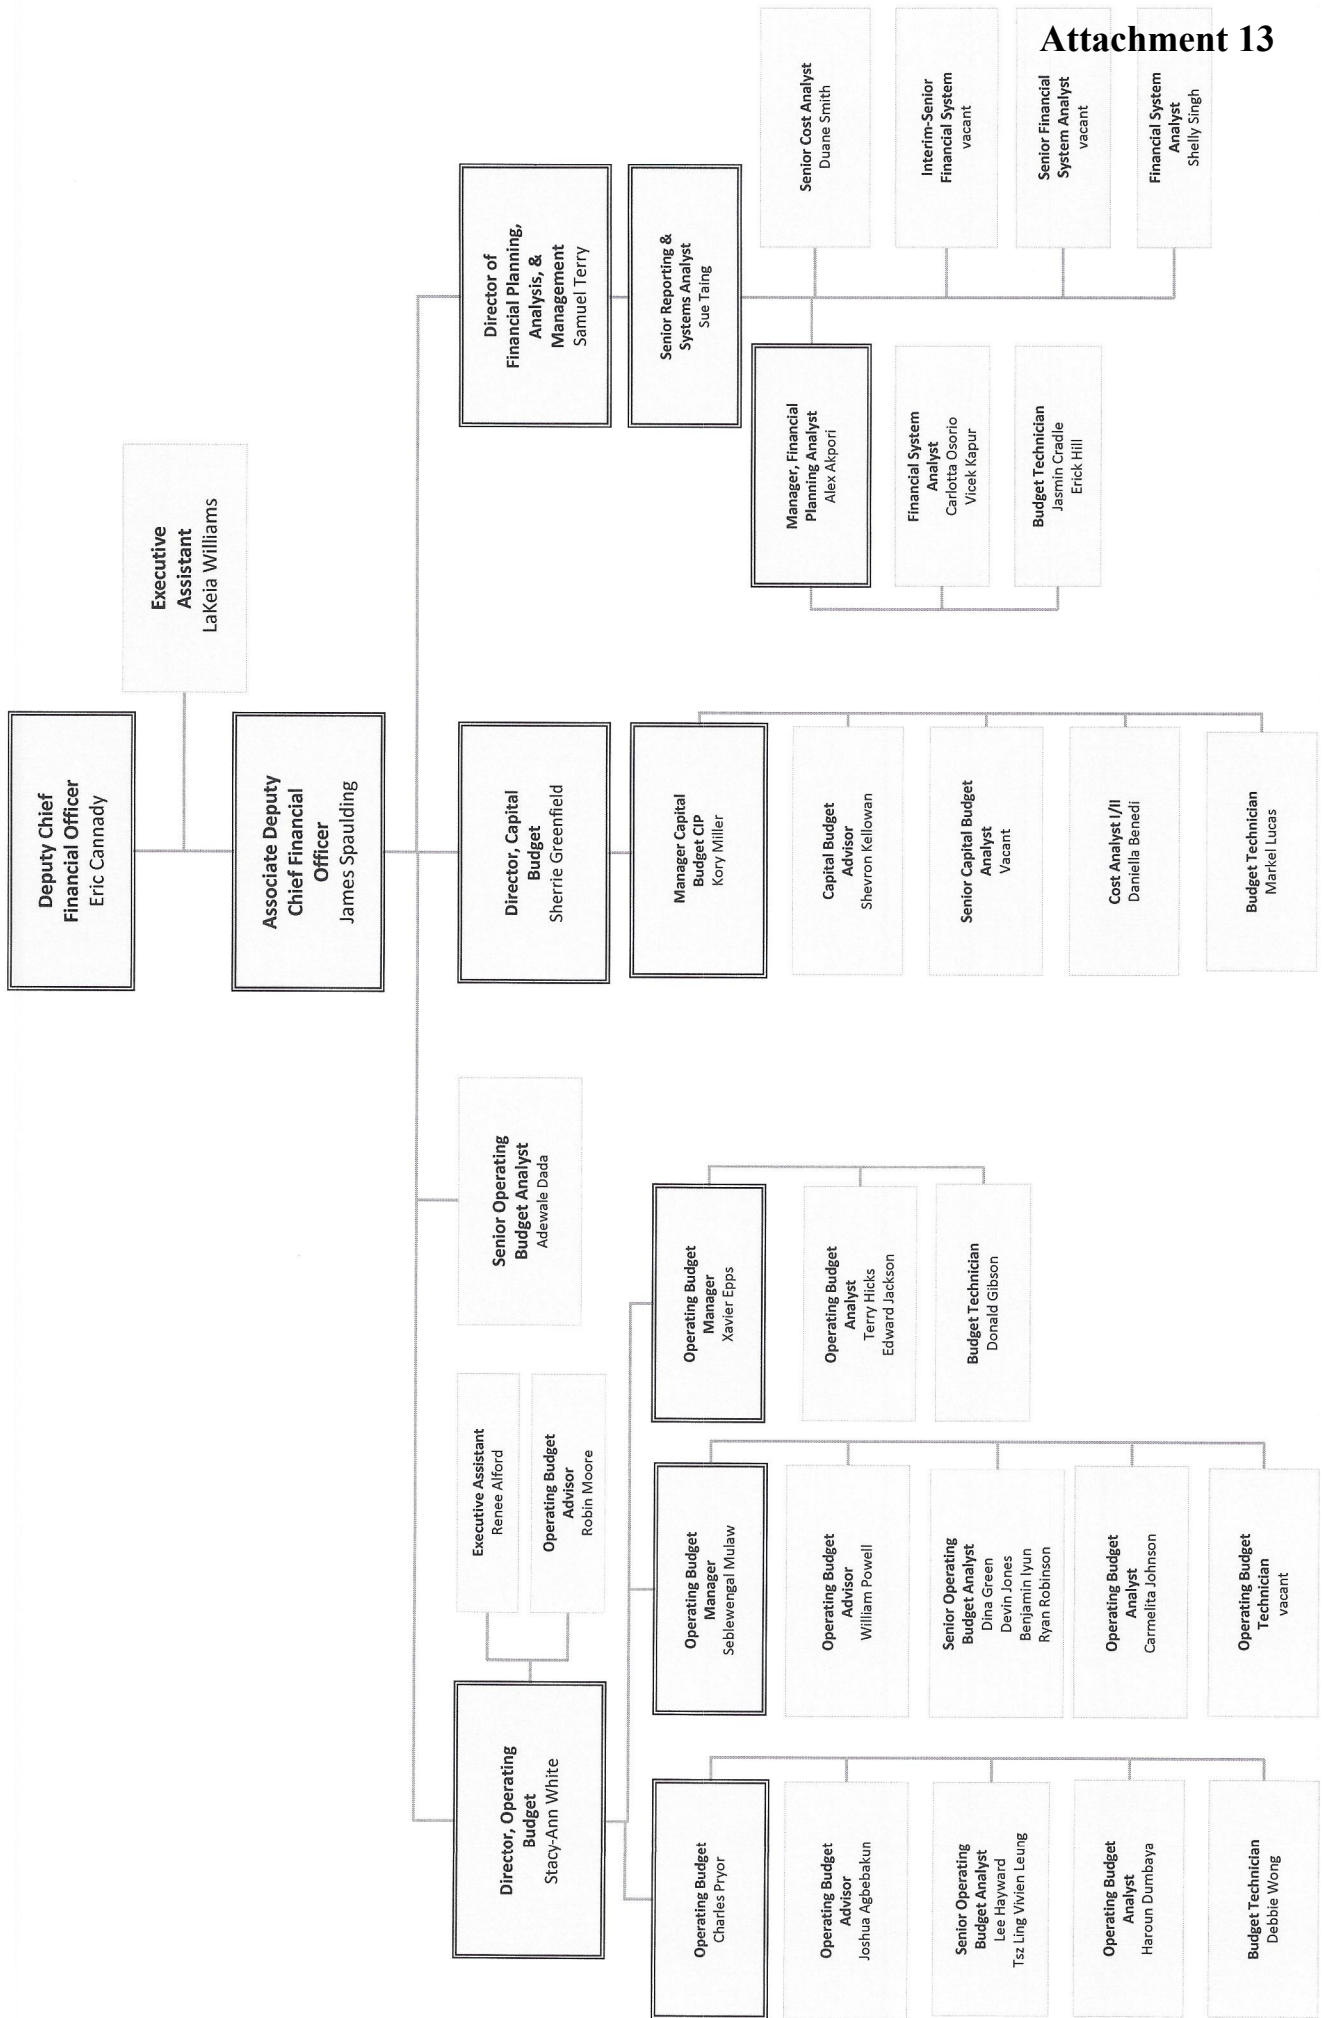 Attachment 13
Deputy Chief
Financial Officer
Eric Cannady
Executive
Assistant
LaKeia Williams
Associate Deputy
Chief Financial
Officer
James Spaulding
Director, Operating
Budget
Stacy-Ann White
Executive Assistant
Renee Alford
Operating Budget
Advisor
Robin Moore
Senior Operating
Budget Analyst
Adewale Dada
Director, Capital
Budget
Sherrie Greenfield
Director of
Financial Planning,
Analysis, &
Management
Samuel Terry
Operating Budget
Charles Pryor
Operating Budget
Advisor
Joshua Agbebakun
Senior Operating
Budget Analyst
Lee Hayward
Tsz Ling Vivien Leung
Operating Budget
Analyst
Haroun Dumbaya
Budget Technician
Debbie Wong
Operating Budget
Manager
Seblewengal Mulaw
Operating Budget
Advisor
William Powell
Senior Operating
Budget Analyst
Dina Green
Devin Jones
Benjamin Iyun
Ryan Robinson
Operating Budget
Analyst
Carmelita Johnson
Operating Budget
Technician
vacant
Operating Budget
Manager
Xavier Epps
Operating Budget
Analyst
Terry Hicks
Edward Jackson
Budget Technician
Donald Gibson
Manager Capital
Budget CIP
Kory Miller
Capital Budget
Advisor
Shevron Kellowan
Senior Capital Budget
Analyst
Vacant
Cost Analyst I/II
Daniella Benedi
Budget Technician
Markel Lucas
Senior Reporting &
Systems Analyst
Sue Taing
Manager, Financial
Planning Analyst
Alex Akpori
Financial System
Analyst
Carlotta Osorio
Vicek Kapur
Budget Technician
Jasmin Cradle
Erick Hill
Senior Cost Analyst
Duane Smith
Interim-Senior
Financial System
vacant
Senior Financial
System Analyst
vacant
Financial System
Analyst
Shelly Singh